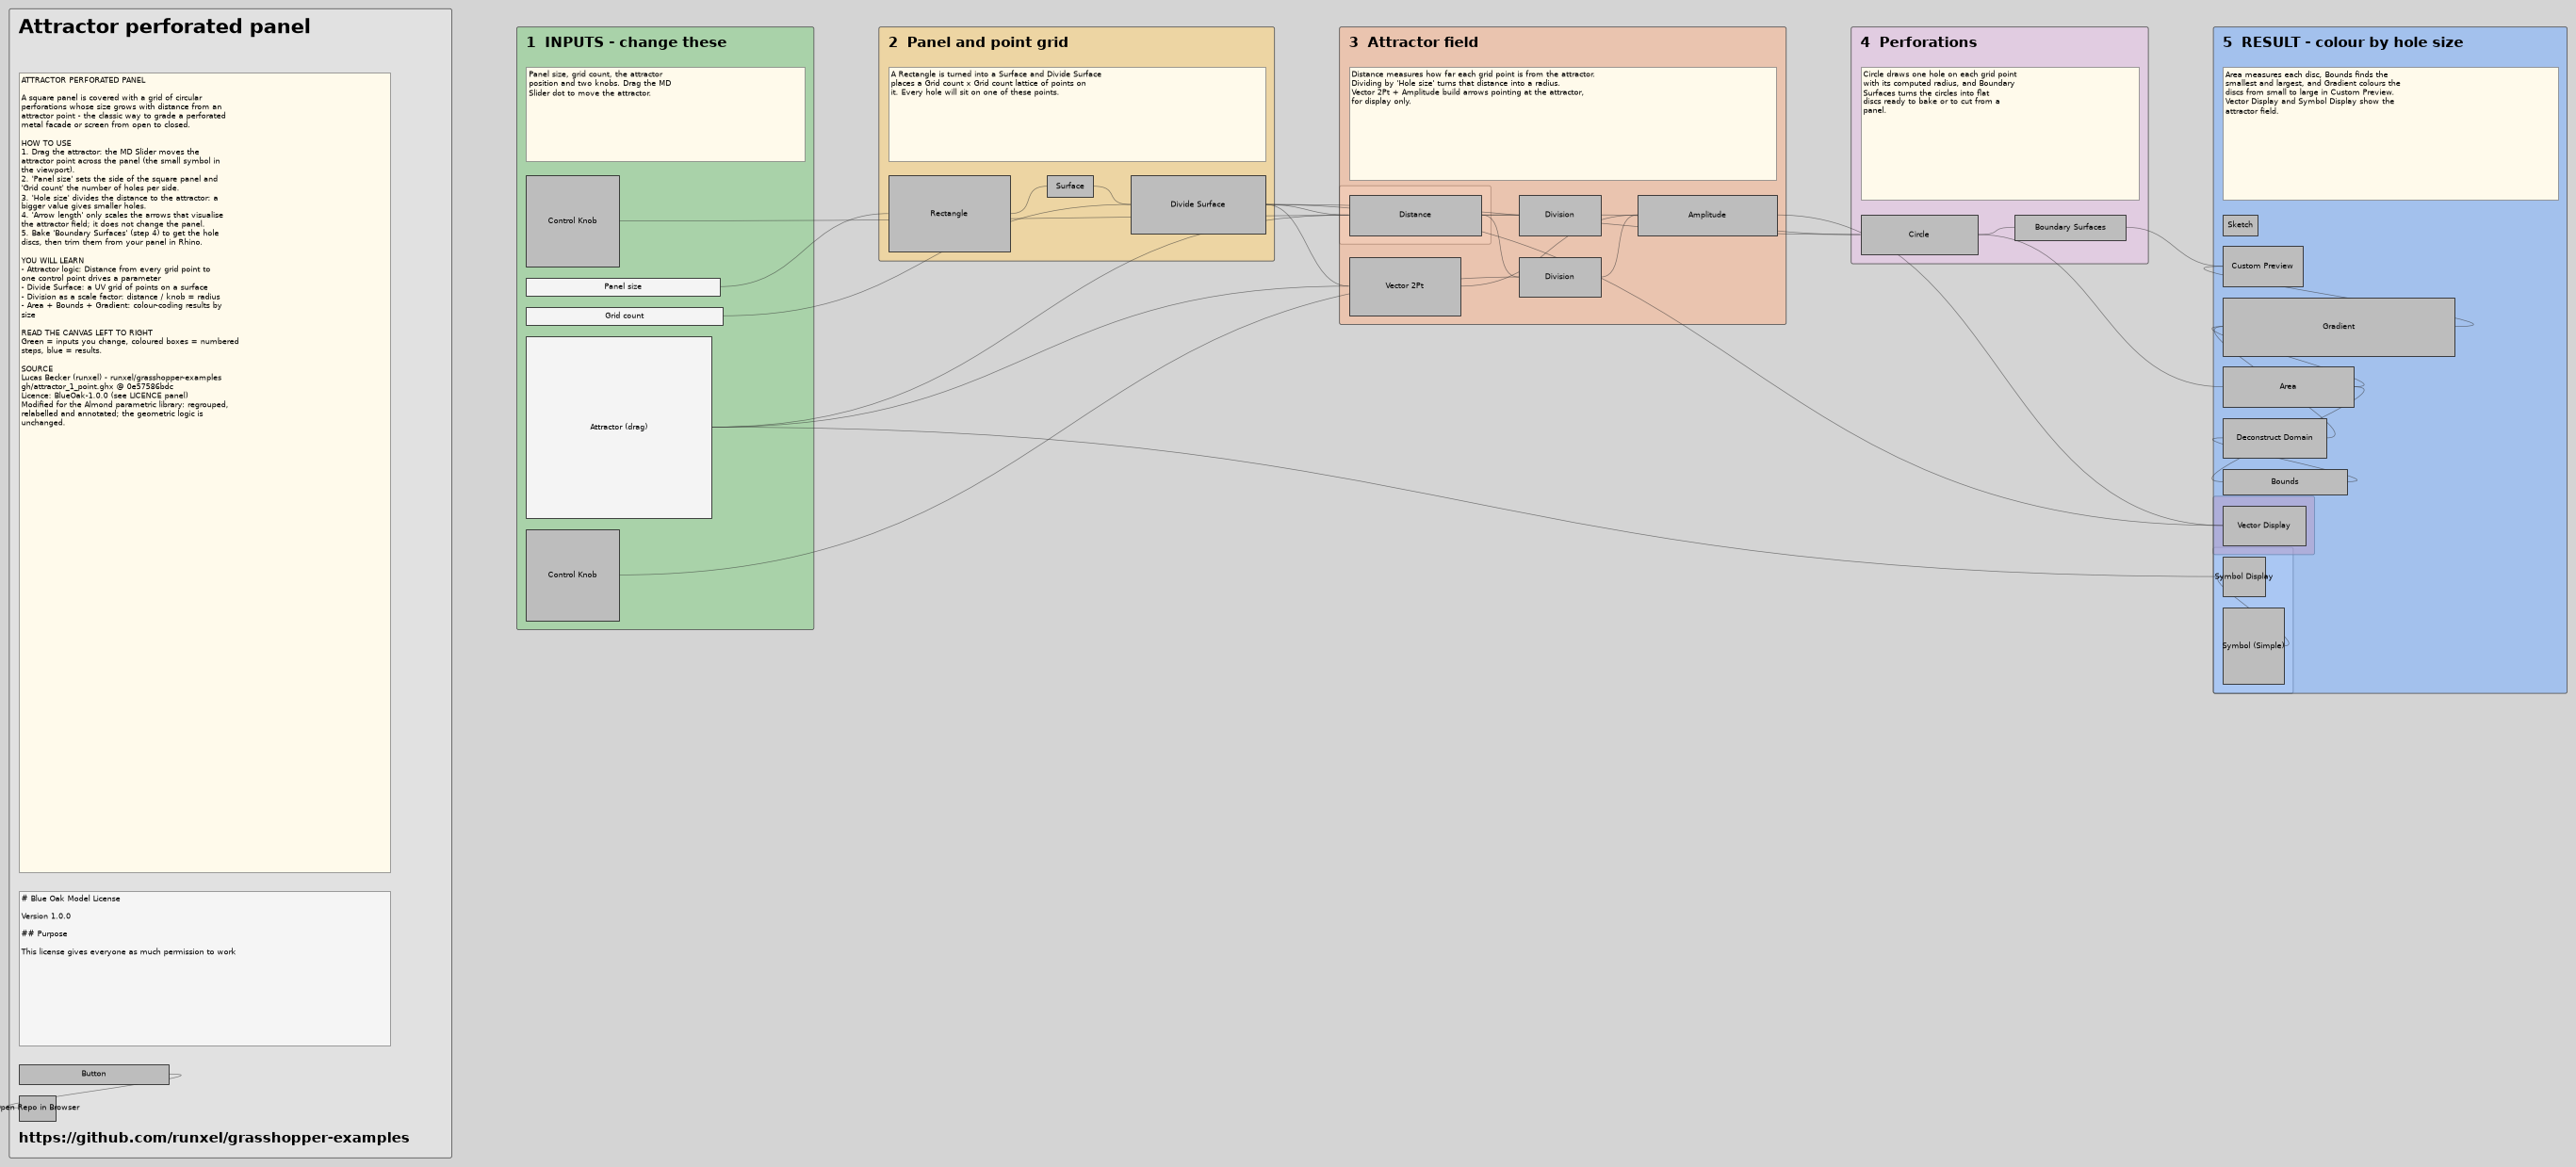 Attractor perforated panel
ATTRACTOR PERFORATED PANEL
A square panel is covered with a grid of circular
perforations whose size grows with distance from an
attractor point - the classic way to grade a perforated
metal facade or screen from open to closed.
HOW TO USE
1. Drag the attractor: the MD Slider moves the
attractor point across the panel (the small symbol in
the viewport).
2. 'Panel size' sets the side of the square panel and
'Grid count' the number of holes per side.
3. 'Hole size' divides the distance to the attractor: a
bigger value gives smaller holes.
4. 'Arrow length' only scales the arrows that visualise
the attractor field; it does not change the panel.
5. Bake 'Boundary Surfaces' (step 4) to get the hole
discs, then trim them from your panel in Rhino.
YOU WILL LEARN
- Attractor logic: Distance from every grid point to
one control point drives a parameter
- Divide Surface: a UV grid of points on a surface
- Division as a scale factor: distance / knob = radius
- Area + Bounds + Gradient: colour-coding results by
size
READ THE CANVAS LEFT TO RIGHT
Green = inputs you change, coloured boxes = numbered
steps, blue = results.
SOURCE
Lucas Becker (runxel) - runxel/grasshopper-examples
gh/attractor_1_point.ghx @ 0e57586bdc
Licence: BlueOak-1.0.0 (see LICENCE panel)
Modified for the Almond parametric library: regrouped,
relabelled and annotated; the geometric logic is
unchanged.
# Blue Oak Model License
Version 1.0.0
## Purpose
This license gives everyone as much permission to work
Button
pen Repo in Browser
https://github.com/runxel/grasshopper-examples
1 INPUTS - change these
Panel size, grid count, the attractor
position and two knobs. Drag the MD
Slider dot to move the attractor.
Control Knob
Panel size
Grid count
Attractor (drag)
Control Knob
2 Panel and point grid
A Rectangle is turned into a Surface and Divide Surface
places a Grid count x Grid count lattice of points on
it. Every hole will sit on one of these points.
Rectangle
Surface
Divide Surface
3 Attractor field
Distance measures how far each grid point is from the attractor.
Dividing by 'Hole size' turns that distance into a radius.
Vector 2Pt + Amplitude build arrows pointing at the attractor,
for display only.
Distance
Division
Amplitude
Vector 2Pt
Division
4 Perforations
Circle draws one hole on each grid point
with its computed radius, and Boundary
Surfaces turns the circles into flat
discs ready to bake or to cut from a
panel.
Circle
Boundary Surfaces
5 RESULT - colour by hole size
Area measures each disc, Bounds finds the
smallest and largest, and Gradient colours the
discs from small to large in Custom Preview.
Vector Display and Symbol Display show the
attractor field.
Sketch
Custom Preview
Gradient
Area
Deconstruct Domain
Bounds
Vector Display
Symbol Display
Symbol (Simple)